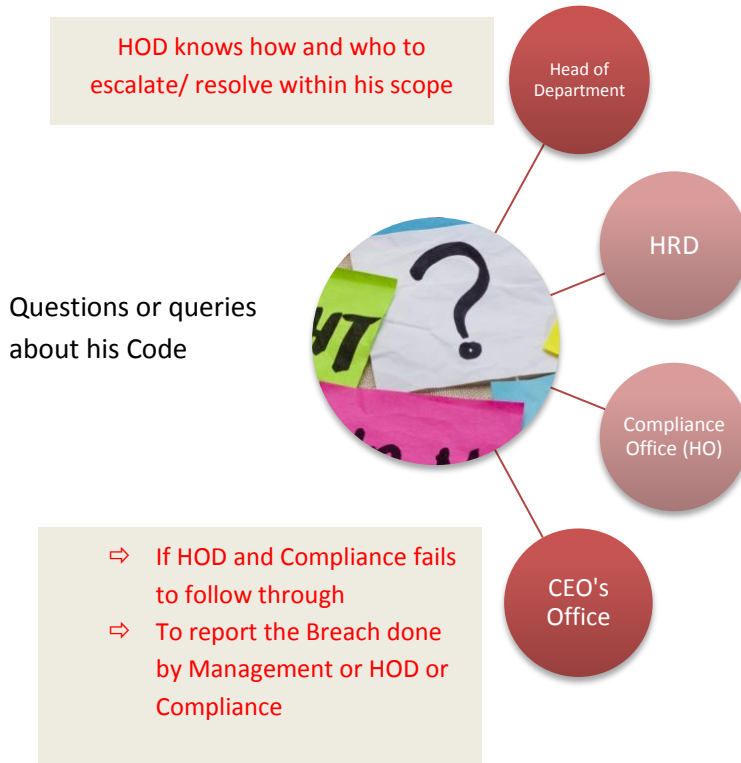 HOD knows how and who to
escalate/ resolve within his scope
Head of
Department
HRD
Questions or queries
about his Code
?
Compliance
Office (HO)
CEO's
Office
⇨ If HOD and Compliance fails
to follow through
⇨ To report the Breach done
by Management or HOD or
Compliance